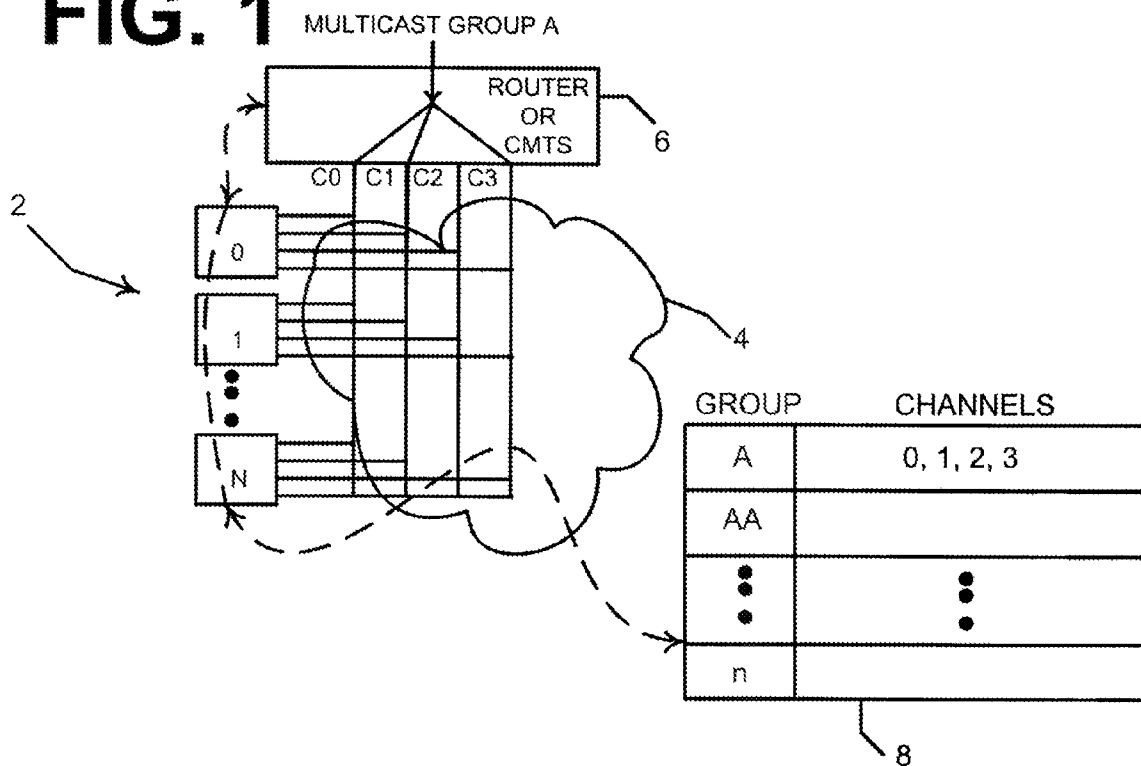 FIG. 1
MULTICAST GROUP A
ROUTER
OR
CMTS
6
C0 C1 C2 C3
2
0
1
4
N
GROUP CHANNELS
A 0, 1, 2, 3
AA
n
8